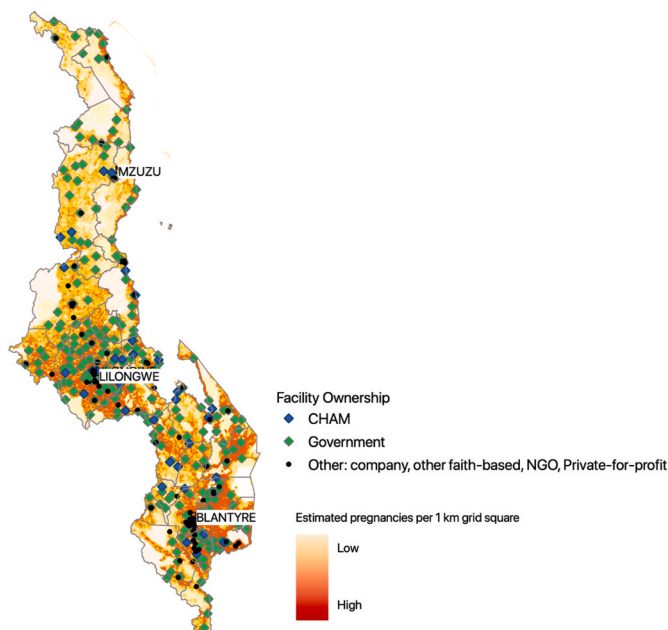 MZUZU
LILONGWE
BLANTYRE
Facility Ownership
CHAM
Government
Other: company, other faith-based, NGO, Private-for-profit
Estimated pregnancies per 1 km grid square
Low
High